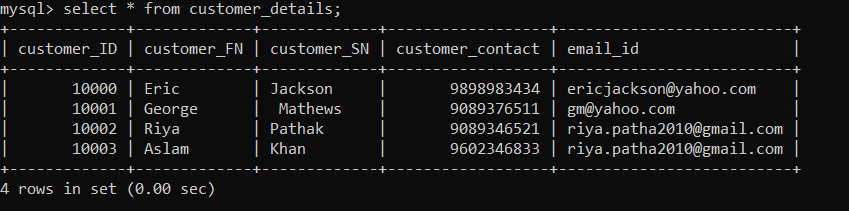 mysql> select * from customer_details;
+-------------+-------------+-------------+------------------+--------------------------+
| customer_ID | customer_FN | customer_SN | customer_contact | email_id                 |
+-------------+-------------+-------------+------------------+--------------------------+
|       10000 | Eric        | Jackson     |       9898983434 | ericjackson@yahoo.com    |
|       10001 | George      |  Mathews    |       9089376511 | gm@yahoo.com             |
|       10002 | Riya        | Pathak      |       9089346521 | riya.patha2010@gmail.com |
|       10003 | Aslam       | Khan        |       9602346833 | riya.patha2010@gmail.com |
+-------------+-------------+-------------+------------------+--------------------------+
4 rows in set (0.00 sec)